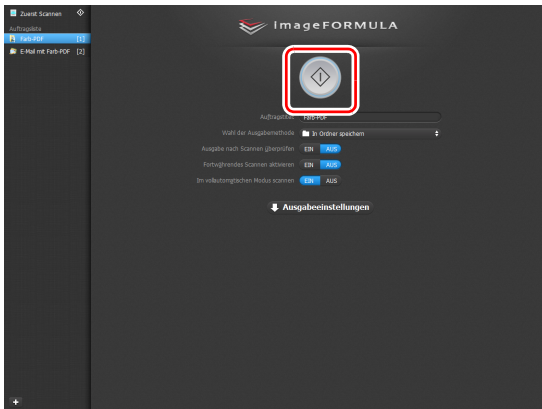 Zuerst Scannen
Auftragsliste
Farb-PDF [1]
E-Mail mit Farb-PDF [2]
imageFORMULA
Auftragstitel Farb-PDF
Wahl der Ausgabemethode In Ordner speichern
Ausgabe nach Scannen überprüfen EIN AUS
Fortwährendes Scannen aktivieren EIN AUS
Im vollautomatischen Modus scannen EIN AUS
Ausgabeeinstellungen